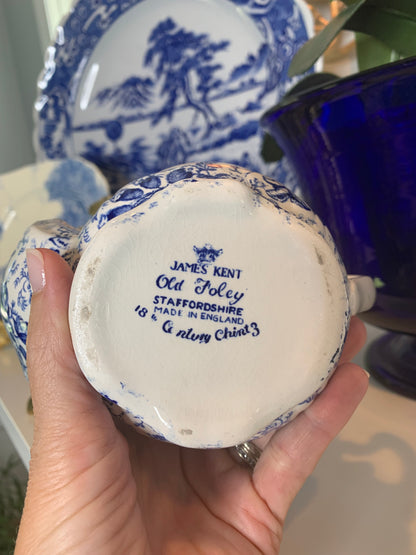 JAMES KENT
Old Foley
STAFFORDSHIRE
MADE IN ENGLAND
18th Century Chintz